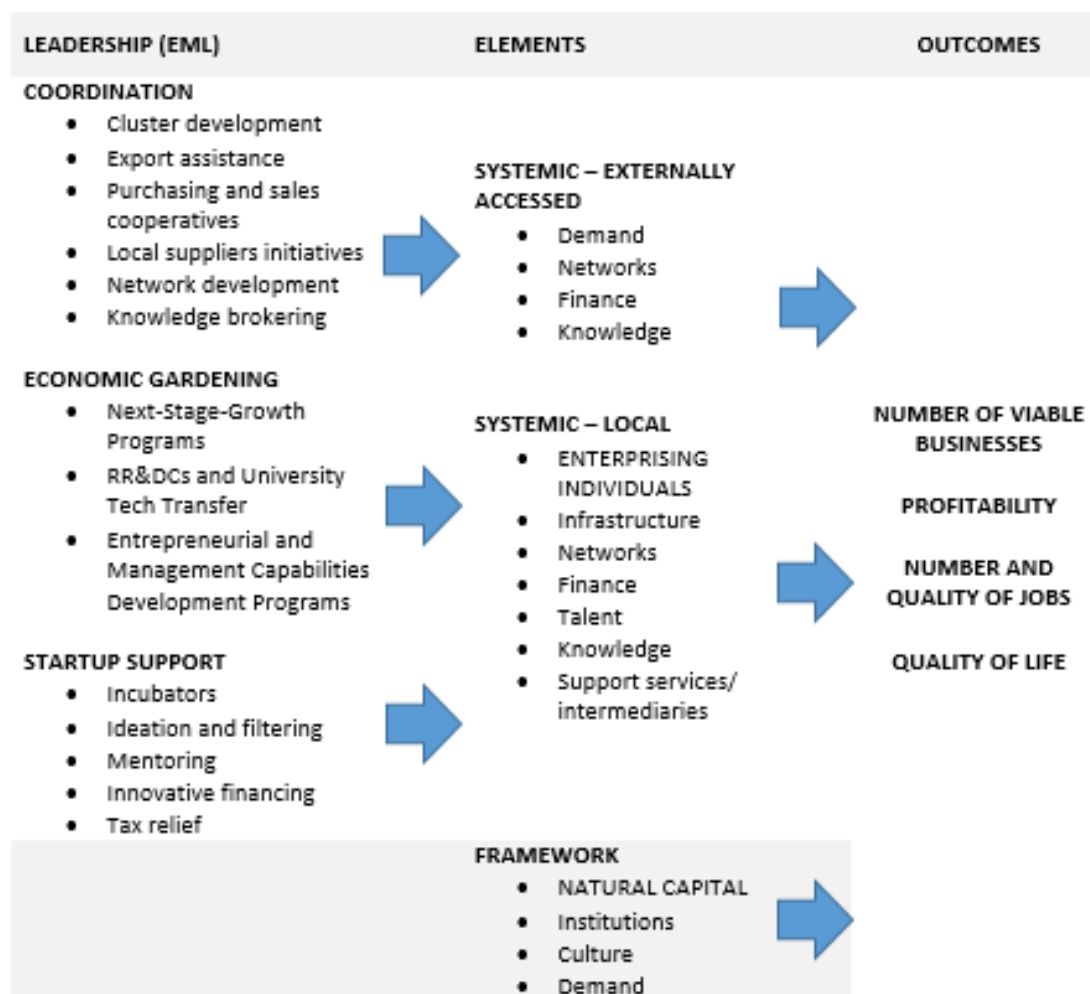 LEADERSHIP (EML)
ELEMENTS
OUTCOMES
COORDINATION
• Cluster development
• Export assistance
• Purchasing and sales
cooperatives
• Local suppliers initiatives
• Network development
• Knowledge brokering
ECONOMIC GARDENING
• Next-Stage-Growth
Programs
• RR&DCs and University
Tech Transfer
• Entrepreneurial and
Management Capabilities
Development Programs
STARTUP SUPPORT
• Incubators
• Ideation and filtering
• Mentoring
• Innovative financing
• Tax relief
SYSTEMIC – EXTERNALLY
ACCESSED
• Demand
• Networks
• Finance
• Knowledge
SYSTEMIC – LOCAL
• ENTERPRISING
INDIVIDUALS
• Infrastructure
• Networks
• Finance
• Talent
• Knowledge
• Support services/
intermediaries
FRAMEWORK
• NATURAL CAPITAL
• Institutions
• Culture
• Demand
NUMBER OF VIABLE
BUSINESSES
PROFITABILITY
NUMBER AND
QUALITY OF JOBS
QUALITY OF LIFE